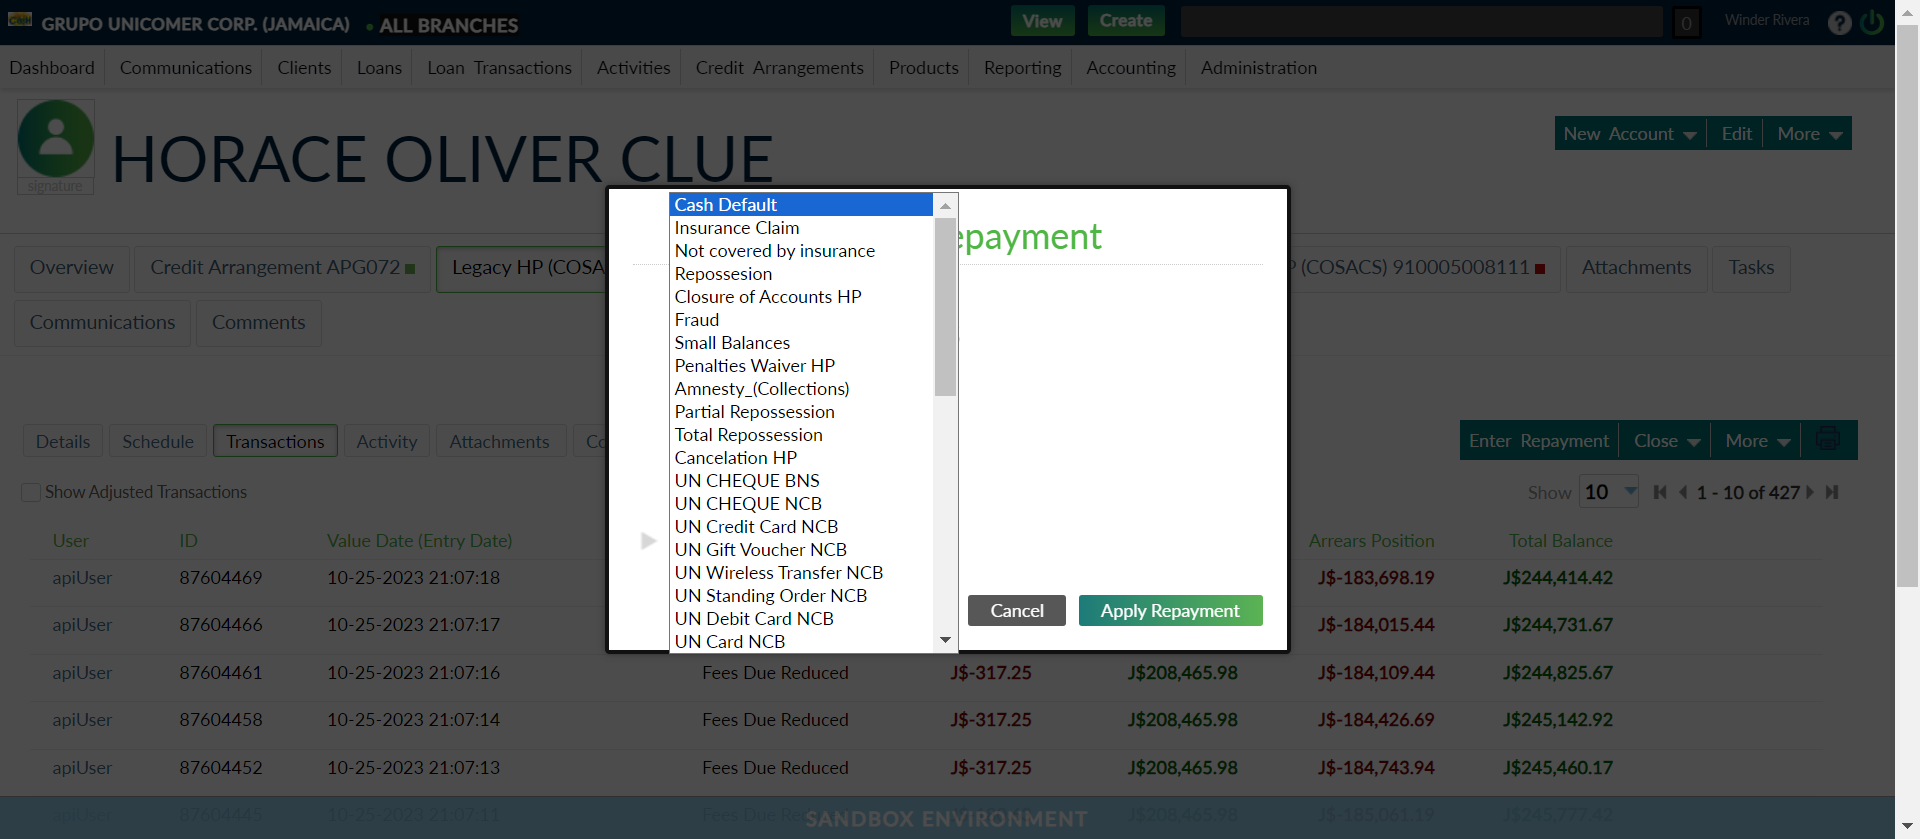 GRUPO UNICOMER CORP. (JAMAICA) ALL BRANCHES View Create 0 Winder Rivera ?
Dashboard Communications Clients Loans Loan Transactions Activities Credit Arrangements Products Reporting Accounting Administration
signature
HORACE OLIVER CLUE
New Account Edit More
Overview Credit Arrangement APG072 Legacy HP (COSA P (COSACS) 910005008111 Attachments Tasks
Communications Comments
epayment
Cash Default
Insurance Claim
Not covered by insurance
Repossesion
Closure of Accounts HP
Fraud
Small Balances
Penalties Waiver HP
Amnesty_(Collections)
Partial Repossession
Total Repossession
Cancelation HP
UN CHEQUE BNS
UN CHEQUE NCB
UN Credit Card NCB
UN Gift Voucher NCB
UN Wireless Transfer NCB
UN Standing Order NCB
UN Debit Card NCB
UN Card NCB
Cancel Apply Repayment
Details Schedule Transactions Activity Attachments Co
Enter Repayment Close More
Show Adjusted Transactions
Show 10 1 - 10 of 427
User ID Value Date (Entry Date) Arrears Position Total Balance
apiUser 87604469 10-25-2023 21:07:18 J$-183,698.19 J$244,414.42
apiUser 87604466 10-25-2023 21:07:17 J$-184,015.44 J$244,731.67
apiUser 87604461 10-25-2023 21:07:16 Fees Due Reduced J$-317.25 J$208,465.98 J$-184,109.44 J$244,825.67
apiUser 87604458 10-25-2023 21:07:14 Fees Due Reduced J$-317.25 J$208,465.98 J$-184,426.69 J$245,142.92
apiUser 87604452 10-25-2023 21:07:13 Fees Due Reduced J$-317.25 J$208,465.98 J$-184,743.94 J$245,460.17
apiUser 87604445 10-25-2023 21:07:11 J$208,465.98 J$-185,061.19 J$245,777.42
SANDBOX ENVIRONMENT